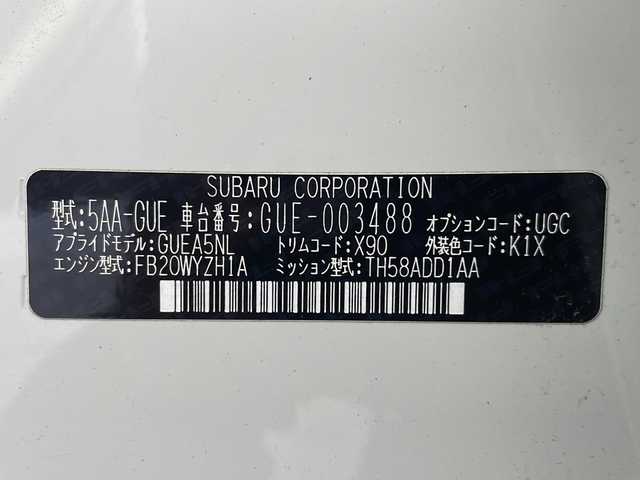 SUBARU CORPORATION
型式:5AA-GUE 車台番号:GUE-003488 オプションコード:UGC
アプライドモデル:GUEA5NL トリムコード:X90 外装色コード:K1X
エンジン型式:FB20WYZH1A ミッション型式:TH58ADD1AA